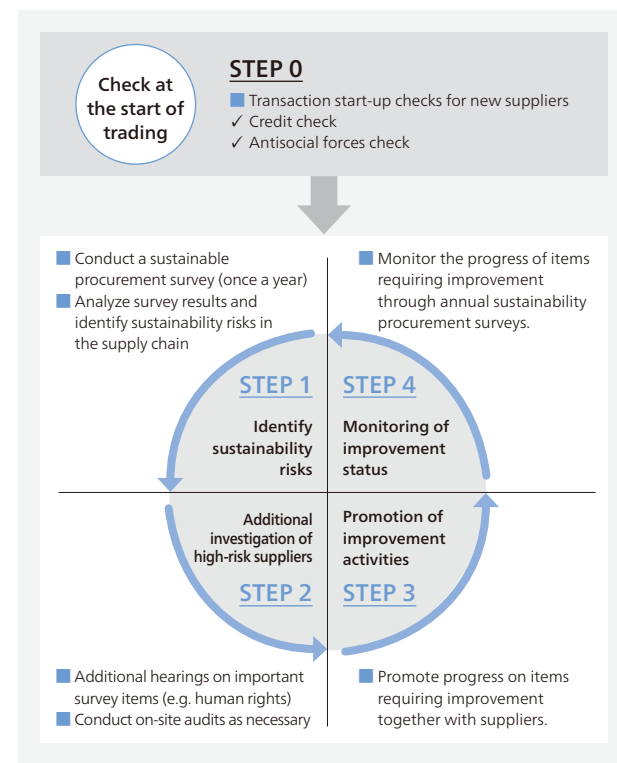 Check at
the start of
trading
STEP 0
Transaction start-up checks for new suppliers
✓ Credit check
✓ Antisocial forces check
Conduct a sustainable
procurement survey (once a year)
Analyze survey results and
identify sustainability risks in
the supply chain
Monitor the progress of items
requiring improvement
through annual sustainability
procurement surveys.
STEP 1
Identify
sustainability
risks
STEP 4
Monitoring of
improvement
status
Additional
investigation of
high-risk suppliers
STEP 2
Promotion of
improvement
activities
STEP 3
Additional hearings on important
survey items (e.g. human rights)
Conduct on-site audits as necessary
Promote progress on items
requiring improvement
together with suppliers.